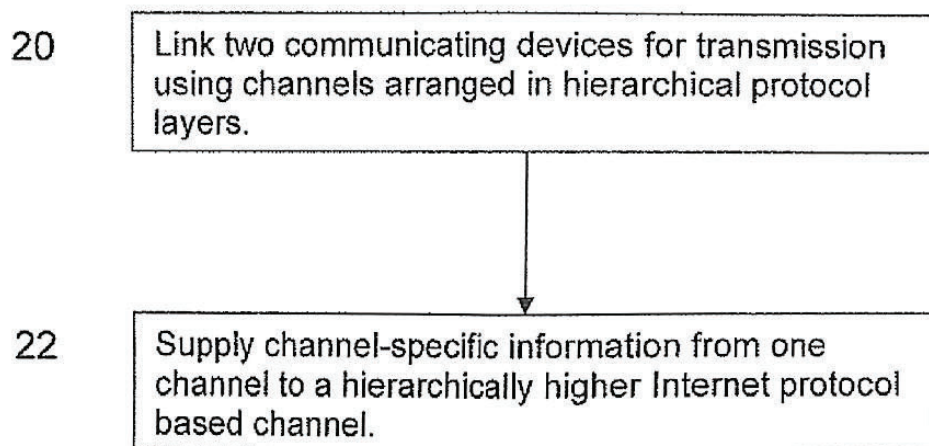 20
Link two communicating devices for transmission
using channels arranged in hierarchical protocol
layers.
22
Supply channel-specific information from one
channel to a hierarchically higher Internet protocol
based channel.